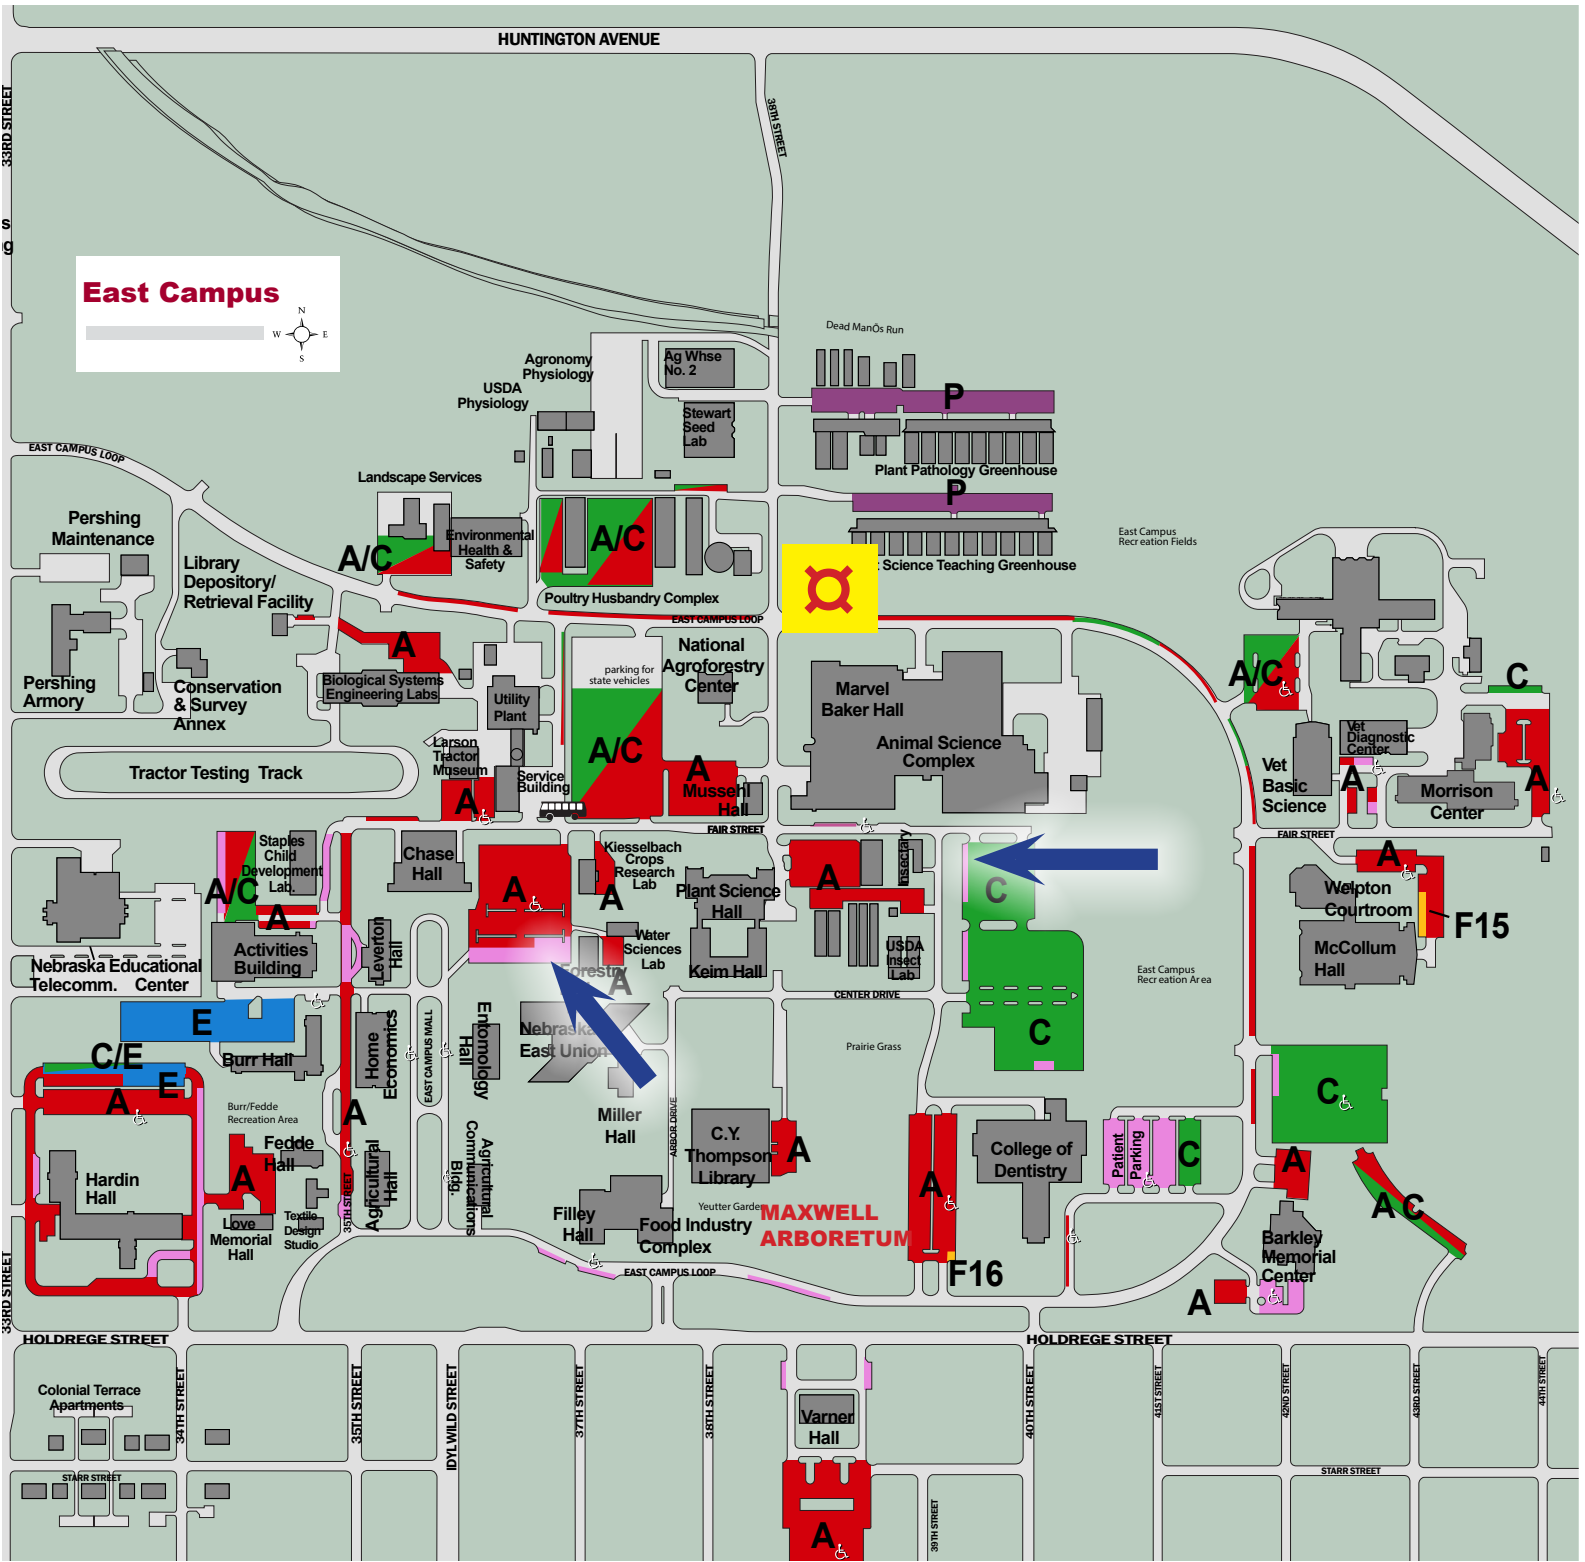 HUNTINGTON AVENUE
33RD STREET
38TH STREET
s
g
East Campus
N
W
E
S
Dead ManÕs Run
Agronomy
Physiology
Ag Whse
No. 2
USDA
Physiology
P
Stewart
Seed
Lab
EAST CAMPUS LOOP
Plant Pathology Greenhouse
Landscape Services
P
Pershing
Maintenance
Environmental
Health &
Safety
A/C
A/C
East Campus
Recreation Fields
Library
Depository/
Retrieval Facility
Science Teaching Greenhouse
Poultry Husbandry Complex
EAST CAMPUS LOOP
A
National
Agroforestry
Center
parking for
state vehicles
Pershing
Armory
Conservation
& Survey
Annex
Biological Systems
Engineering Labs
Utility
Plant
Marvel
Baker Hall
A/C
C
Animal Science
Complex
Larson
Tractor
Museum
Vet
Diagnostic
Center
Tractor Testing Track
Service
Building
A/C
A
Mussehl
Hall
A
Vet
Basic
Science
A
Morrison
Center
A
FAIR STREET
FAIR STREET
Staples
Child
Development
Lab.
Chase
Hall
Kiesselbach
Crops
Research
Lab
Insectary
A/C
A
A
A
Plant Science
Hall
A
C
A
Welpton
Courtroom
F15
Leverton
Hall
Activities
Building
Water
Sciences
Lab
Forestry
A
Keim Hall
USDA
Insect
Lab
McCollum
Hall
Nebraska Educational
Telecomm. Center
East Campus
Recreation Area
CENTER DRIVE
E
Home
Economics
EAST CAMPUS MALL
Entomology
Hall
Nebraska
East Union
C
Prairie Grass
Burr Hall
C/E
E
A
Burr/Fedde
Recreation Area
A
Miller
Hall
ARBOR DRIVE
C
Fedde
Hall
C.Y.
Thompson
Library
A
College of
Dentistry
Patient
Parking
C
A
Hardin
Hall
A
35TH STREET
Agricultural
Hall
Agricultural
Communications
Bldg.
A
A C
Love
Memorial
Hall
Textile
Design
Studio
Filley
Hall
Food Industry
Complex
Yeutter Garden
MAXWELL
ARBORETUM
Barkley
Memorial
Center
EAST CAMPUS LOOP
F16
A
33RD STREET
HOLDREGE STREET
HOLDREGE STREET
Colonial Terrace
Apartments
34TH STREET
35TH STREET
IDYLWILD STREET
37TH STREET
38TH STREET
Varner
Hall
40TH STREET
41ST STREET
42ND STREET
43RD STREET
44TH STREET
STARR STREET
STARR STREET
39TH STREET
A